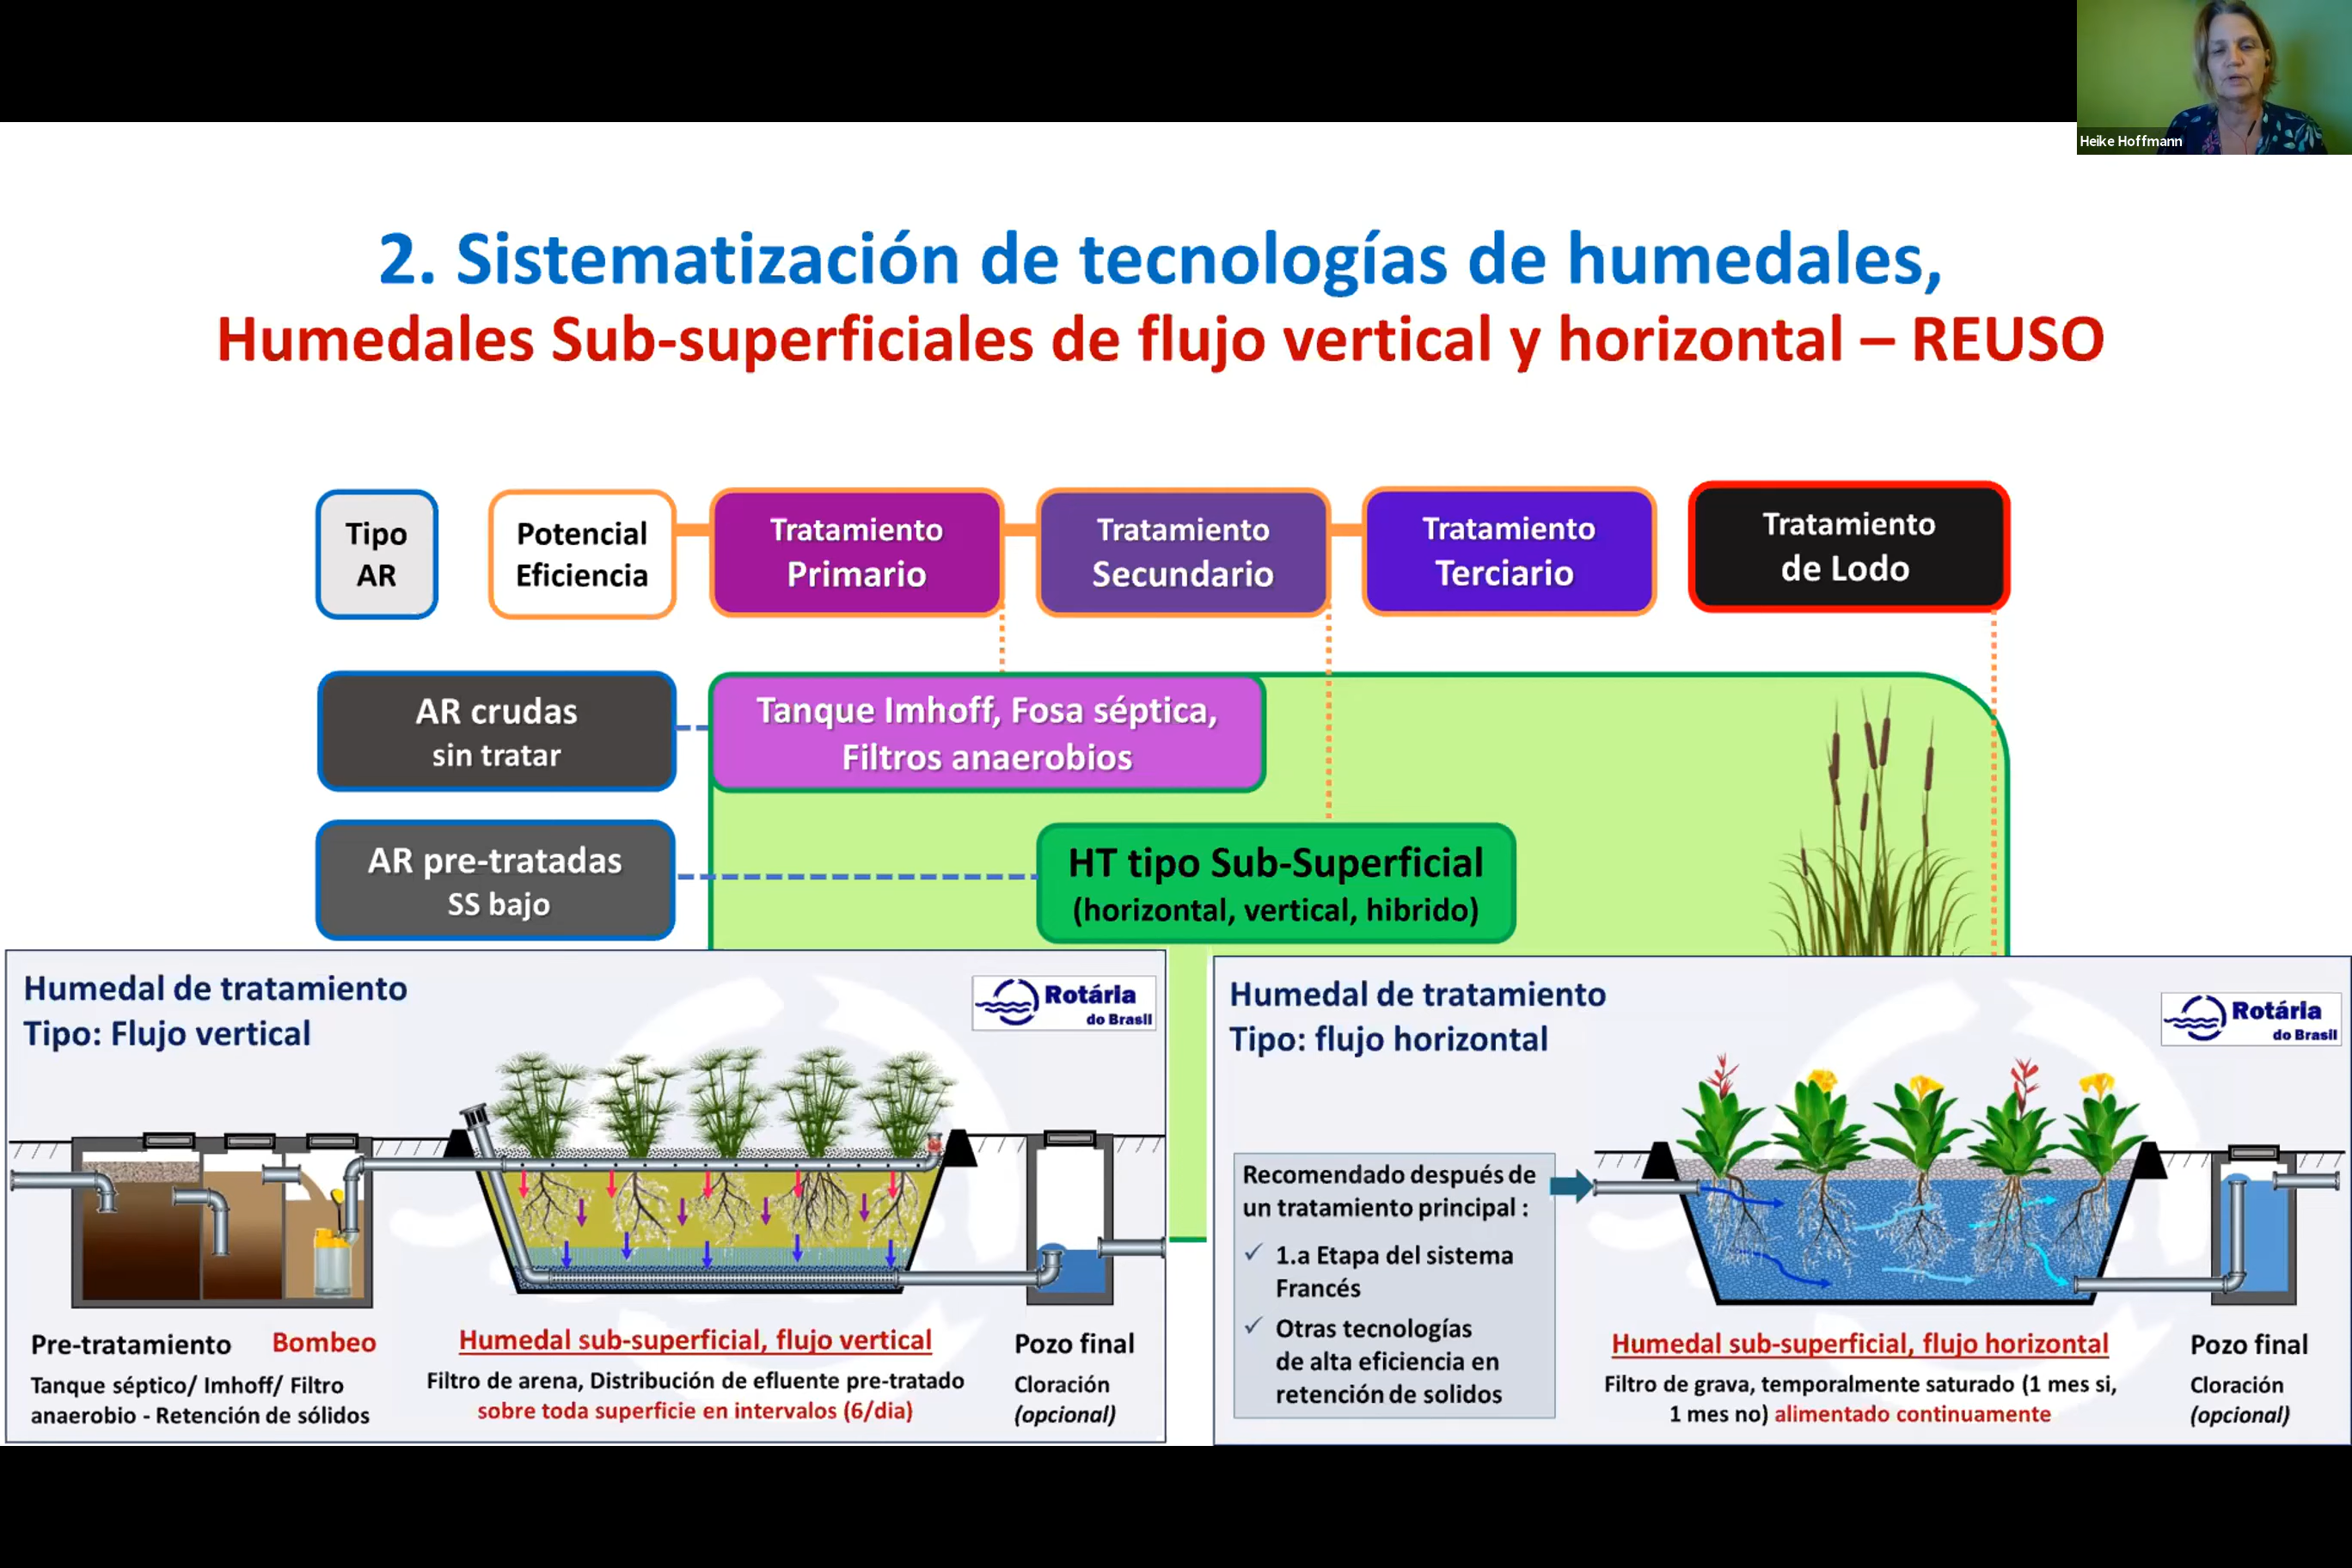 Heike Hoffmann
2. Sistematización de tecnologías de humedales,
Humedales Sub-superficiales de flujo vertical y horizontal – REUSO
Tipo
AR
Potencial
Eficiencia
Tratamiento
Primario
Tratamiento
Secundario
Tratamiento
Terciario
Tratamiento
de Lodo
AR crudas
sin tratar
Tanque Imhoff, Fosa séptica,
Filtros anaerobios
AR pre-tratadas
SS bajo
HT tipo Sub-Superficial
(horizontal, vertical, hibrido)
Humedal de tratamiento
Tipo: Flujo vertical
Rotária
do Brasil
Pre-tratamiento
Bombeo
Tanque séptico/ Imhoff/ Filtro
anaerobio - Retención de sólidos
Humedal sub-superficial, flujo vertical
Filtro de arena, Distribución de efluente pre-tratado
sobre toda superficie en intervalos (6/dia)
Pozo final
Cloración
(opcional)
Humedal de tratamiento
Tipo: flujo horizontal
Rotária
do Brasil
Recomendado después de
un tratamiento principal :
✓ 1.a Etapa del sistema
Francés
✓ Otras tecnologías
de alta eficiencia en
retención de solidos
Humedal sub-superficial, flujo horizontal
Filtro de grava, temporalmente saturado (1 mes si,
1 mes no) alimentado continuamente
Pozo final
Cloración
(opcional)